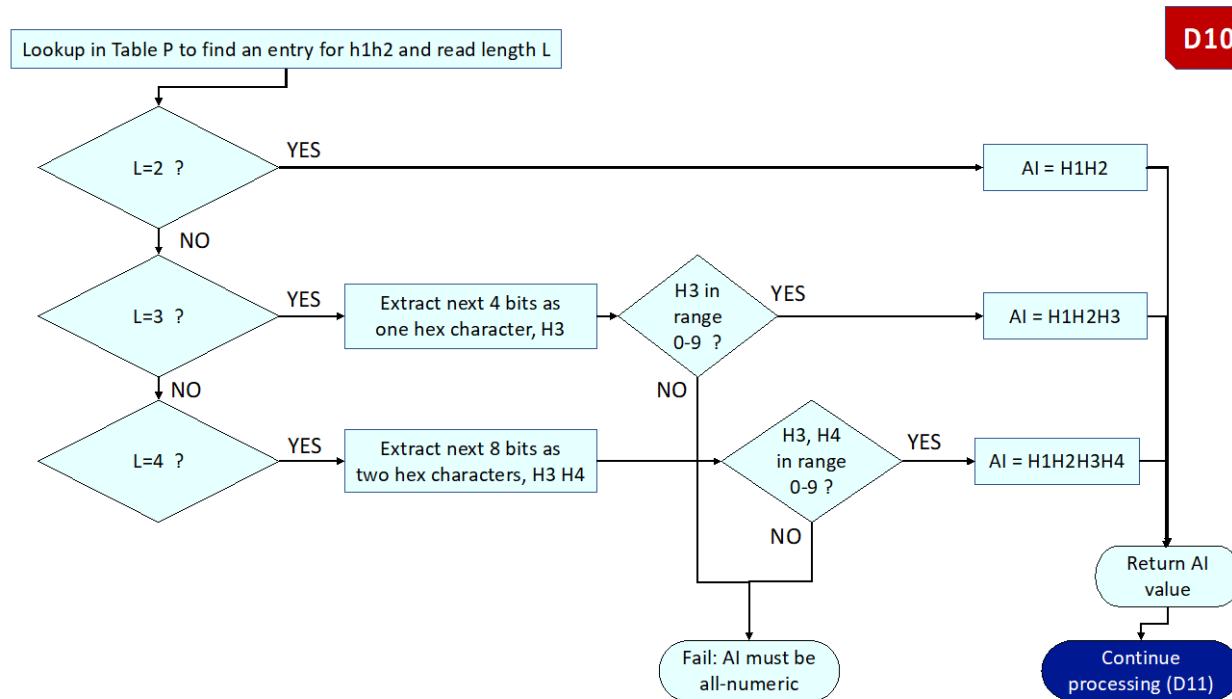 D10
Lookup in Table P to find an entry for h1h2 and read length L
L=2 ?
YES
AI = H1H2
NO
L=3 ?
YES
Extract next 4 bits as
one hex character, H3
H3 in
range
0-9 ?
YES
AI = H1H2H3
NO
NO
L=4 ?
YES
Extract next 8 bits as
two hex characters, H3 H4
H3, H4
in range
0-9 ?
YES
AI = H1H2H3H4
NO
Return AI
value
Fail: AI must be
all-numeric
Continue
processing (D11)